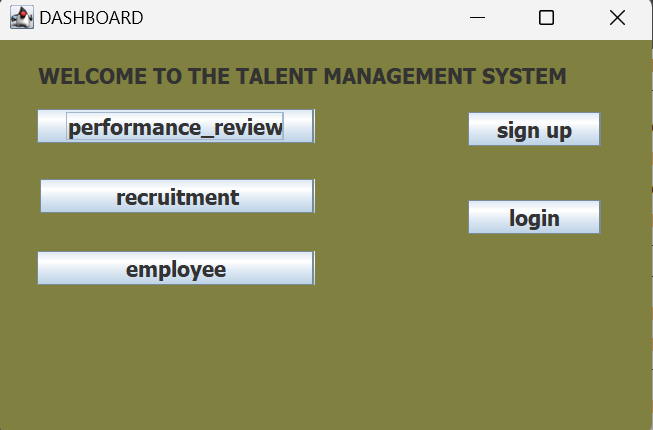 DASHBOARD
WELCOME TO THE TALENT MANAGEMENT SYSTEM
performance_review
sign up
recruitment
login
employee